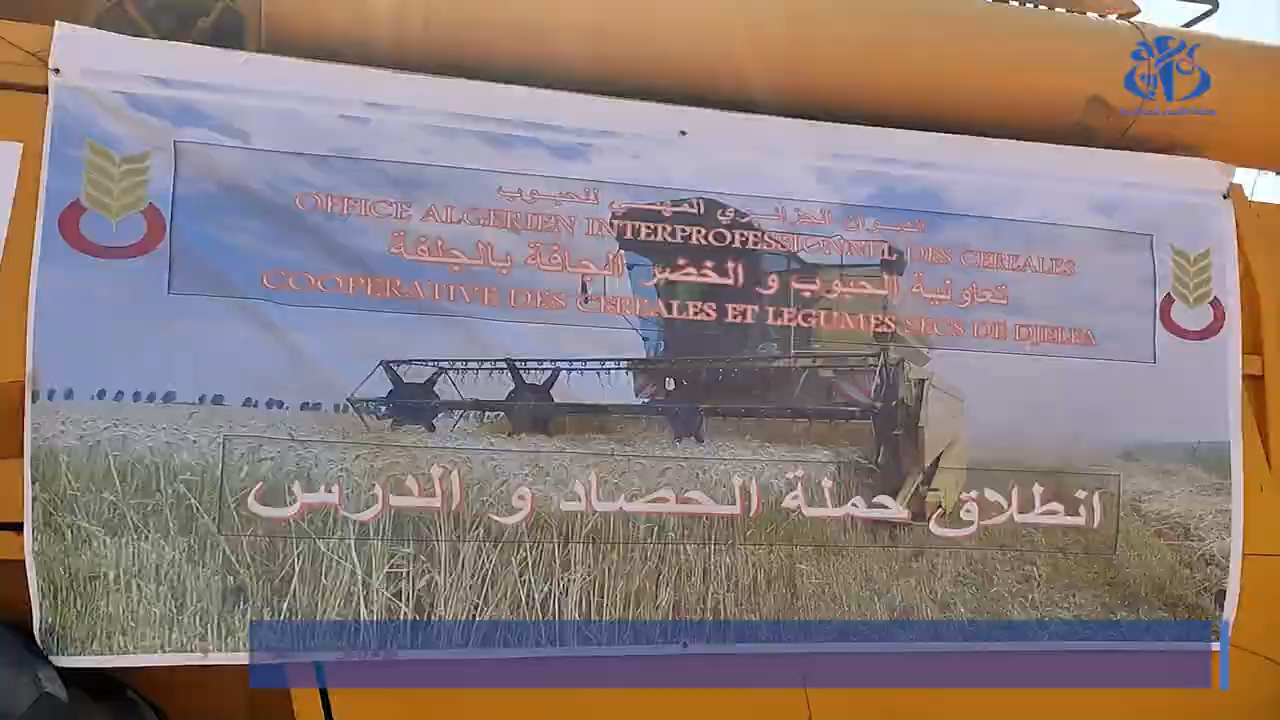 الديوان الجزائري المهني للحبوب
OFFICE ALGERIEN INTERPROFESSIONNEL DES CEREALES
تعاونية الحبوب و الخضر الجافة بالجلفة
COOPERATIVE DES CEREALES ET LEGUMES SECS DE DJELFA
انطلاق حملة الحصاد و الدرس